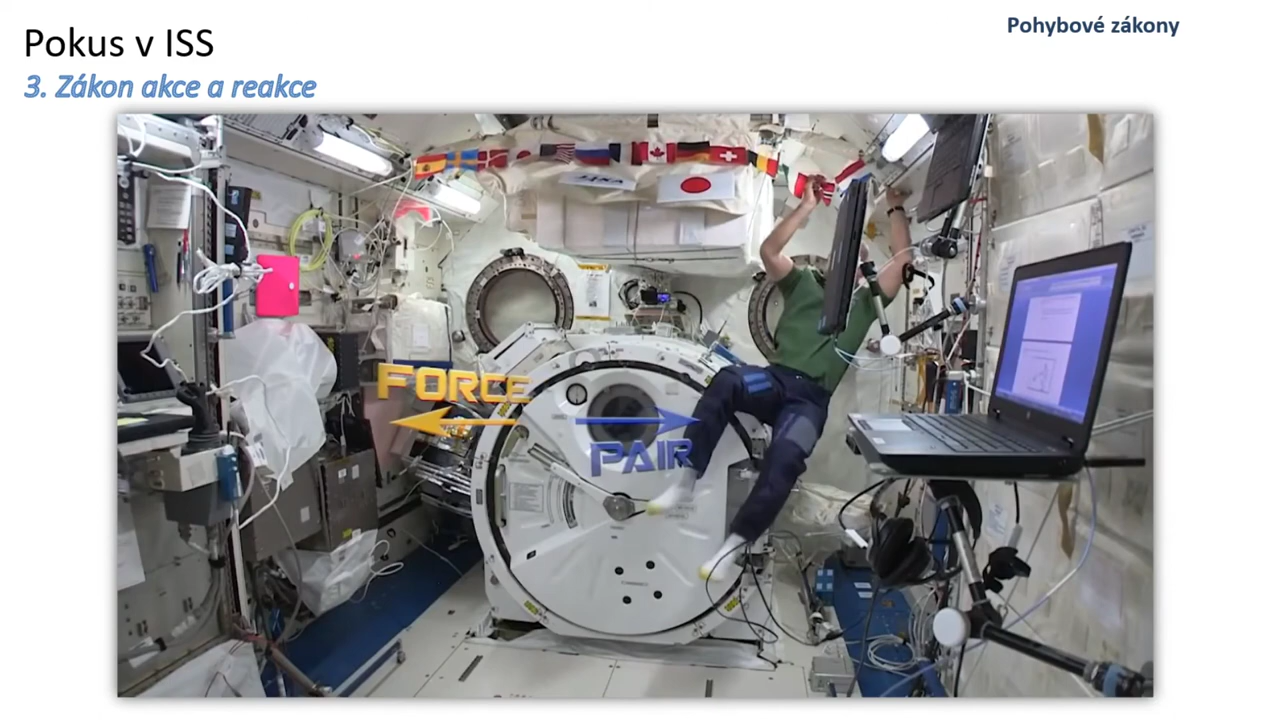 Pohybové zákony
Pokus v ISS
3. Zákon akce a reakce
FORCE
PAIR